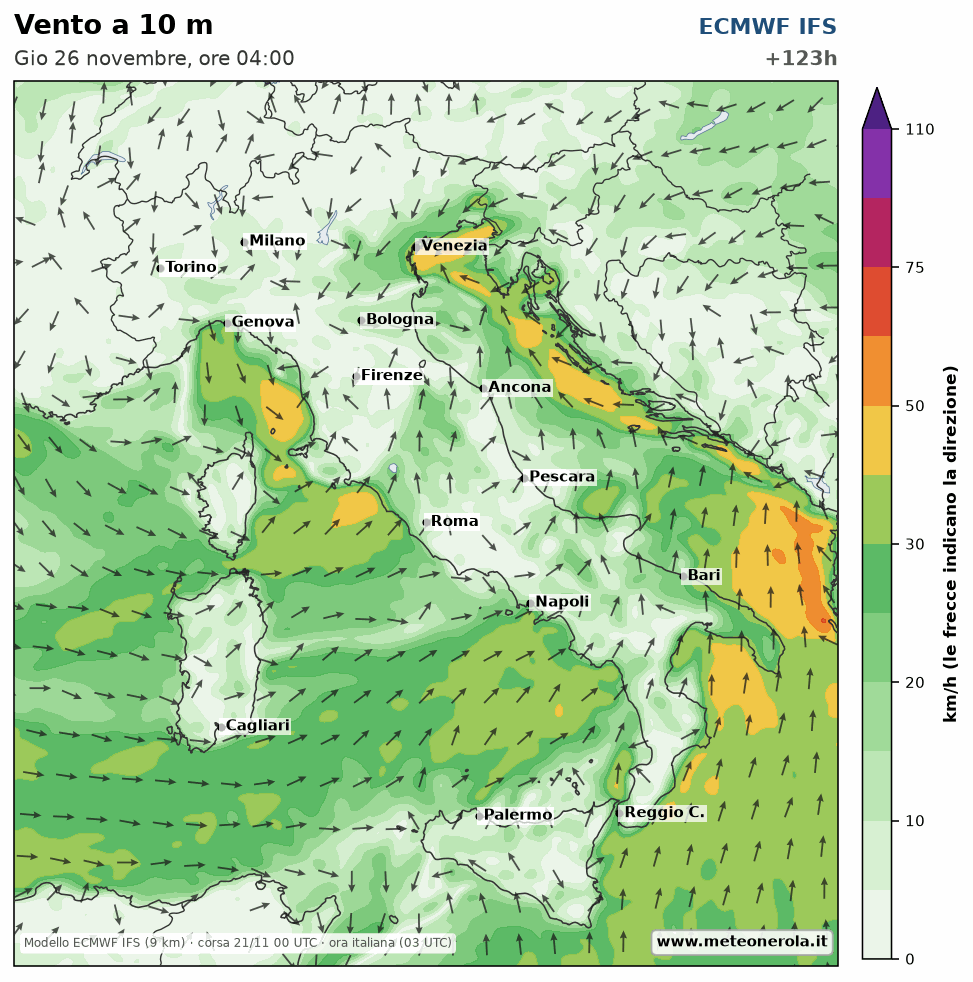 Vento a 10 m
ECMWF IFS
Gio 26 novembre, ore 04:00
+123h
Milano
Venezia
Torino
Genova
Bologna
Firenze
Ancona
Pescara
Roma
Bari
Napoli
Cagliari
Palermo
Reggio C.
110
75
50
30
20
10
0
km/h (le frecce indicano la direzione)
Modello ECMWF IFS (9 km) · corsa 21/11 00 UTC · ora italiana (03 UTC)
www.meteonerola.it